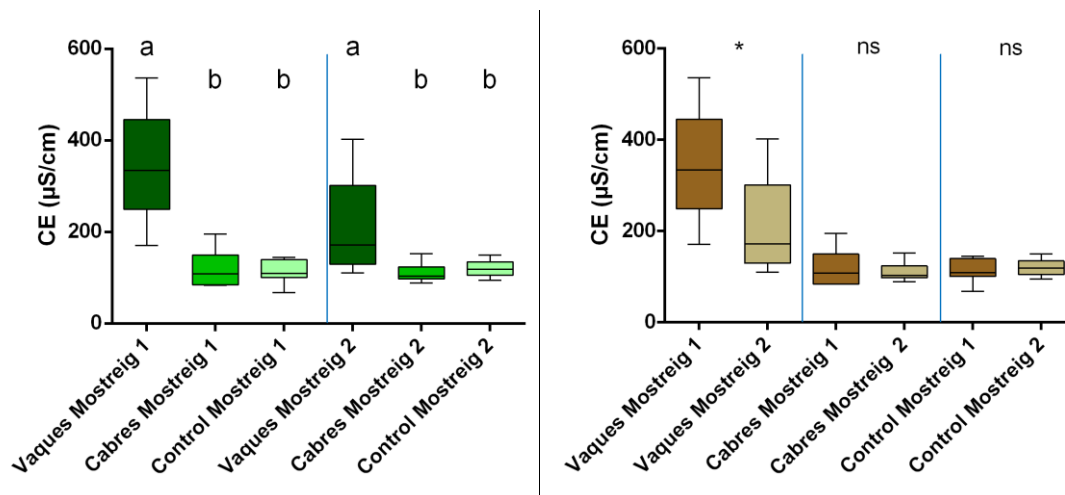 600
400
200
0
CE (µS/cm)
a
b
b
a
b
b
Vaques Mostreig 1
Cabres Mostreig 1
Control Mostreig 1
Vaques Mostreig 2
Cabres Mostreig 2
Control Mostreig 2
600
400
200
0
CE (µS/cm)
*
ns
ns
Vaques Mostreig 1
Vaques Mostreig 2
Cabres Mostreig 1
Cabres Mostreig 2
Control Mostreig 1
Control Mostreig 2